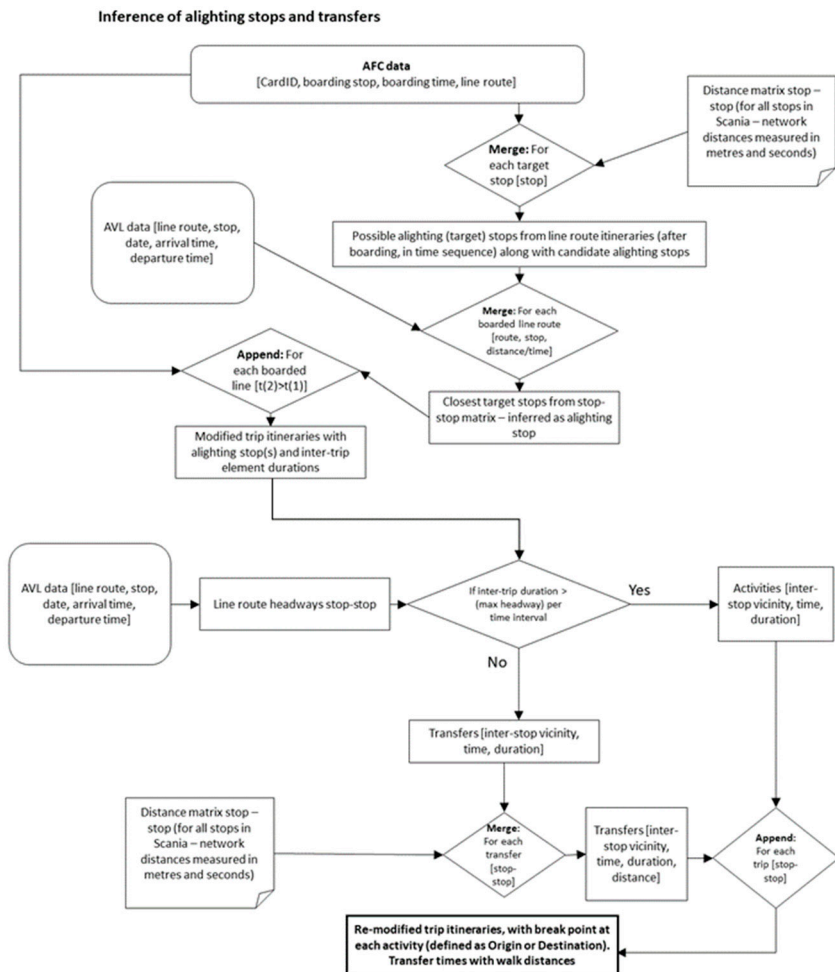 Inference of alighting stops and transfers
AFC data
[CardID, boarding stop, boarding time, line route]
Distance matrix stop –
stop (for all stops in
Scania – network
distances measured in
metres and seconds)
Merge: For
each target
stop [stop]
AVL data [line route, stop,
date, arrival time,
departure time]
Possible alighting (target) stops from line route itineraries (after
boarding, in time sequence) along with candidate alighting stops
Merge: For each
boarded line route
[route, stop,
distance/time]
Append: For
each boarded
line [t(2)>t(1)]
Closest target stops from stop-
stop matrix – inferred as alighting
stop
Modified trip itineraries with
alighting stop(s) and inter-trip
element durations
AVL data [line route, stop,
date, arrival time,
departure time]
Line route headways stop-stop
If inter-trip duration >
(max headway) per
time interval
Yes
Activities [inter-
stop vicinity, time,
duration]
No
Transfers [inter-stop vicinity,
time, duration]
Distance matrix stop –
stop (for all stops in
Scania – network
distances measured in
metres and seconds)
Merge:
For each
transfer
[stop-
stop]
Transfers [inter-
stop vicinity,
time, duration,
distance]
Append:
For each
trip [stop-
stop]
Re-modified trip itineraries, with break point at
each activity (defined as Origin or Destination).
Transfer times with walk distances